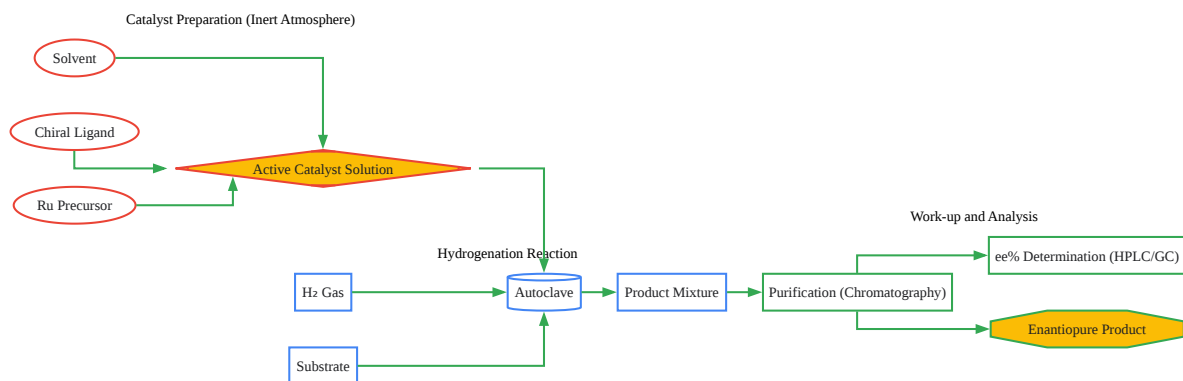 Catalyst Preparation (Inert Atmosphere)
Solvent
Chiral Ligand
Active Catalyst Solution
Ru Precursor
Hydrogenation Reaction
H₂ Gas
Autoclave
Product Mixture
Substrate
Work-up and Analysis
Purification (Chromatography)
ee% Determination (HPLC/GC)
Enantiopure Product